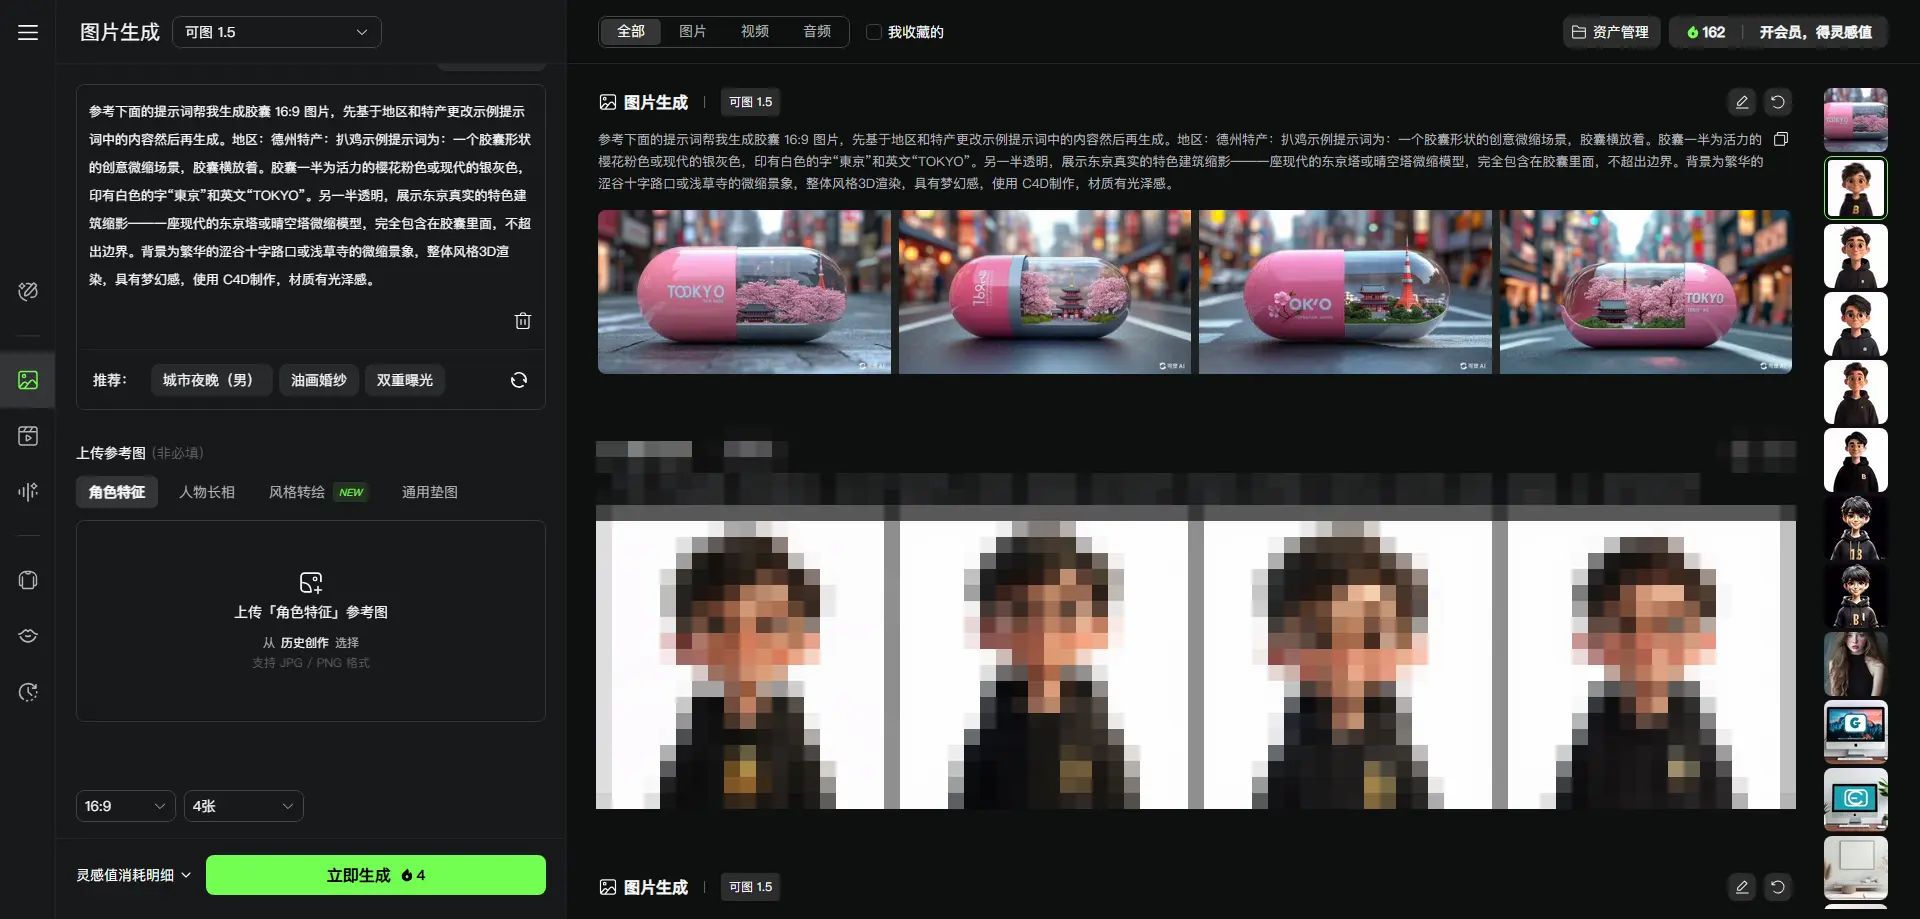 图片生成
可图 1.5
参考下面的提示词帮我生成胶囊 16:9 图片，先基于地区和特产更改示例提示
词中的内容然后再生成。地区：德州特产：扒鸡示例提示词为：一个胶囊形状
的创意微缩场景，胶囊横放着。胶囊一半为活力的樱花粉色或现代的银灰色，
印有白色的字“東京”和英文“TOKYO”。另一半透明，展示东京真实的特色建
筑缩影———一座现代的东京塔或晴空塔微缩模型，完全包含在胶囊里面，不超
出边界。背景为繁华的涩谷十字路口或浅草寺的微缩景象，整体风格3D渲
染，具有梦幻感，使用 C4D制作，材质有光泽感。
推荐：
城市夜晚（男）
油画婚纱
双重曝光
上传参考图 (非必填)
角色特征
人物长相
风格转绘 NEW
通用垫图
上传「角色特征」参考图
从 历史创作 选择
支持 JPG / PNG 格式
16:9
4张
灵感值消耗明细
立即生成 4
全部
图片
视频
音频
我收藏的
资产管理
162
开会员，得灵感值
图片生成
可图 1.5
参考下面的提示词帮我生成胶囊 16:9 图片，先基于地区和特产更改示例提示词中的内容然后再生成。地区：德州特产：扒鸡示例提示词为：一个胶囊形状的创意微缩场景，胶囊横放着。胶囊一半为活力的
樱花粉色或现代的银灰色，印有白色的字“東京”和英文“TOKYO”。另一半透明，展示东京真实的特色建筑缩影———一座现代的东京塔或晴空塔微缩模型，完全包含在胶囊里面，不超出边界。背景为繁华的
涩谷十字路口或浅草寺的微缩景象，整体风格3D渲染，具有梦幻感，使用 C4D制作，材质有光泽感。
TOOKYO
OK'O
TOKYO
可灵 AI
可灵 AI
可灵 AI
可灵 AI
图片生成
可图 1.5